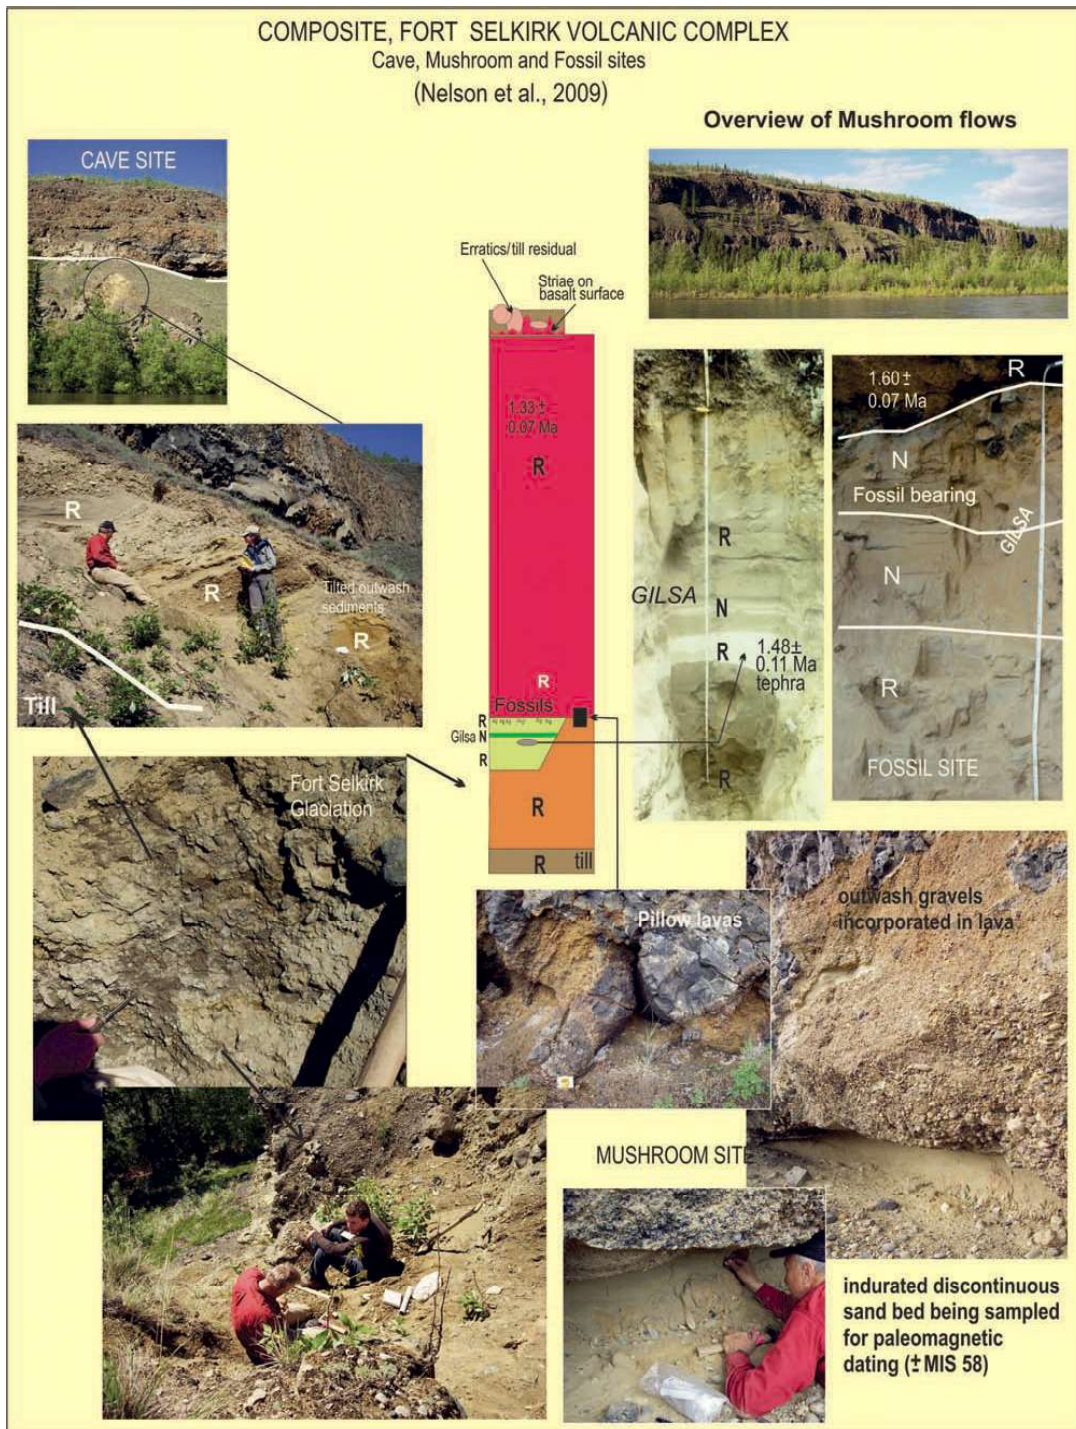 COMPOSITE, FORT SELKIRK VOLCANIC COMPLEX
Cave, Mushroom and Fossil sites
(Nelson et al., 2009)
Overview of Mushroom flows
CAVE SITE
Erratics/till residual
Striae on
basalt surface
1.33±
0.07 Ma
R
R
Fossils
R
Gilsa N
R
R
R
till
R
GILSA
N
R
1.48±
0.11 Ma
tephra
R
R
1.60±
0.07 Ma
N
Fossil bearing
GILSA
N
R
FOSSIL SITE
R
R
Tilted outwash
sediments
R
Till
Fort Selkirk
Glaciation
Pillow lavas
outwash gravels
incorporated in lava
MUSHROOM SITE
indurated discontinuous
sand bed being sampled
for paleomagnetic
dating (±MIS 58)